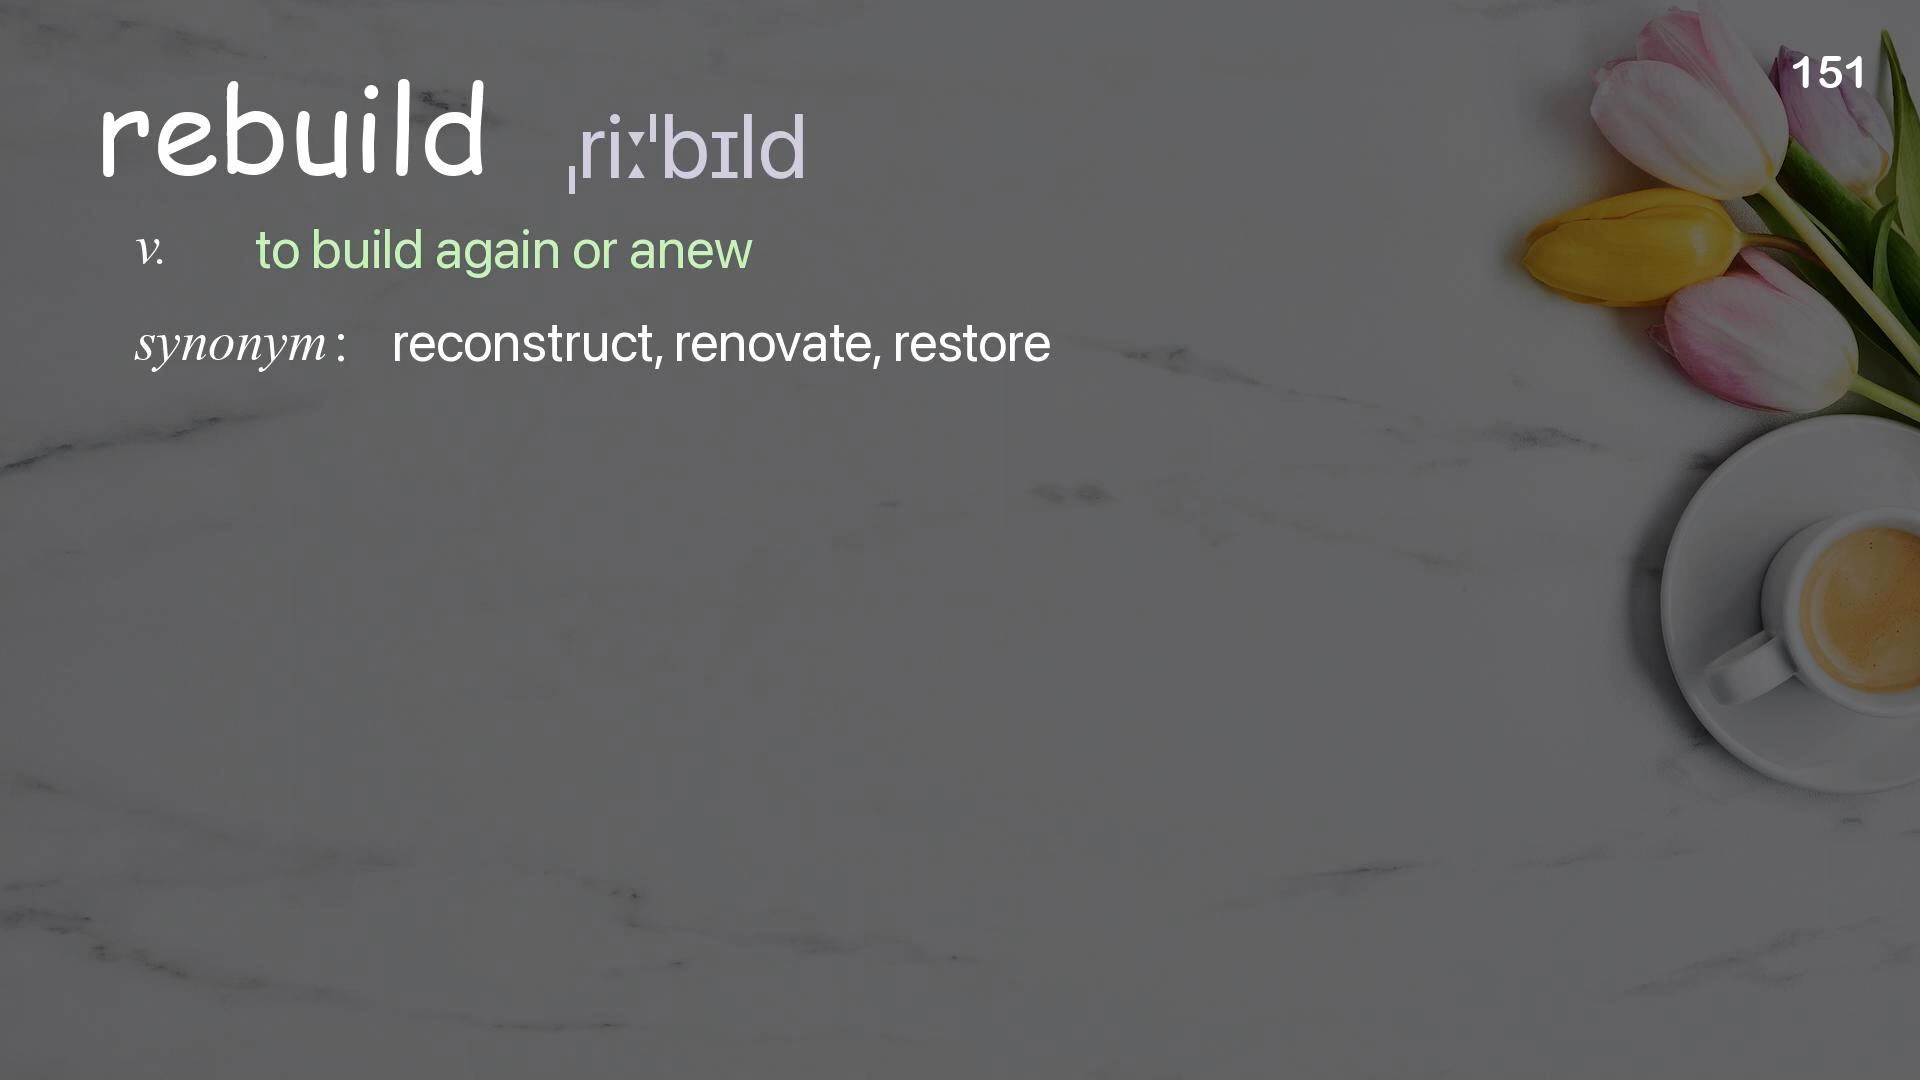 151
rebuild ˌriːˈbɪld
v. to build again or anew
synonym : reconstruct, renovate, restore